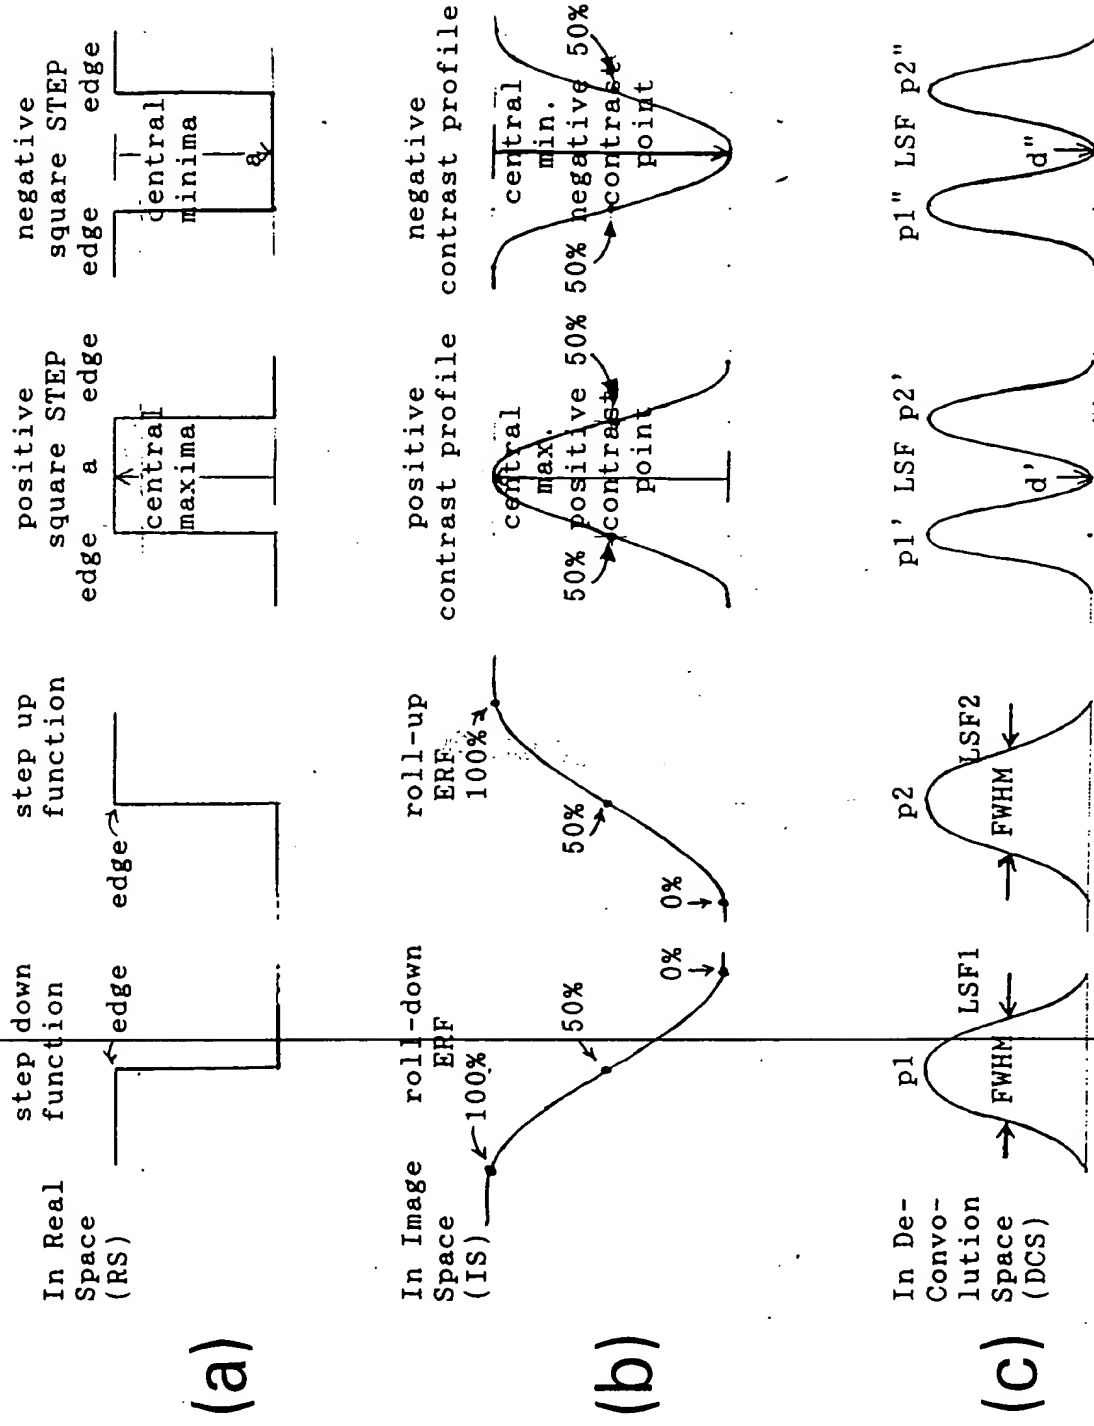 (a)
In Real
Space
(RS)
step down
function
edge
step up
function
edge
positive
square STEP
edge a edge
central
maxima
negative
square STEP
edge edge
central
minima
a
(b)
In Image
Space
(IS)
roll-down
ERF
100%
50%
0%
roll-up
ERF
100%
50%
0%
positive
contrast profile
central
max.
50% positive 50%
contrast
point
negative
contrast profile
central
min.
50% negative 50%
contrast
point
(c)
In De-
Convo-
lution
Space
(DCS)
p1
FWHM
LSF1
p2
FWHM
LSF2
p1' LSF p2'
d'
p1" LSF p2"
d"